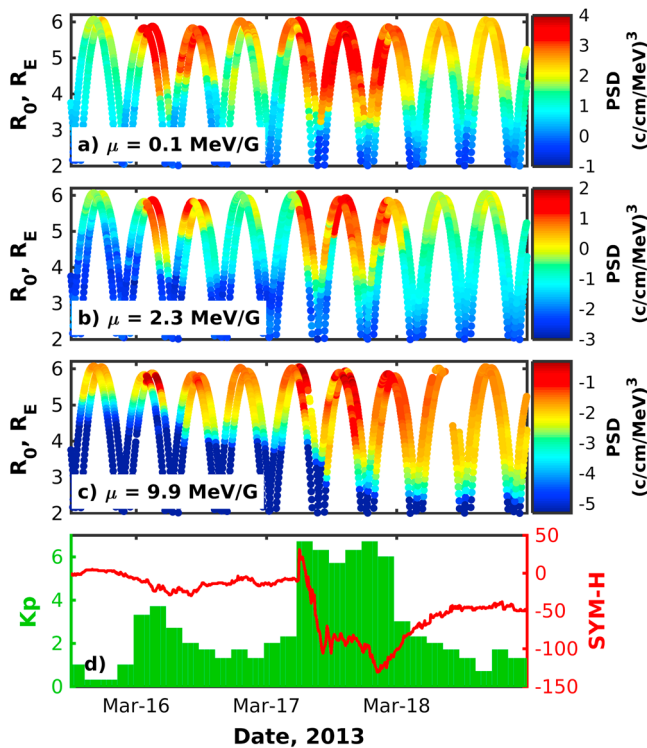 6
5
4
3
2
R₀, R_E
a) μ = 0.1 MeV/G
4
3
2
1
0
-1
PSD
(c/cm/MeV)³
6
5
4
3
2
R₀, R_E
b) μ = 2.3 MeV/G
2
1
0
-1
-2
-3
PSD
(c/cm/MeV)³
6
5
4
3
2
R₀, R_E
c) μ = 9.9 MeV/G
-1
-2
-3
-4
-5
PSD
(c/cm/MeV)³
6
4
2
0
Kp
d)
50
0
-50
-100
-150
SYM-H
Mar-16 Mar-17 Mar-18
Date, 2013